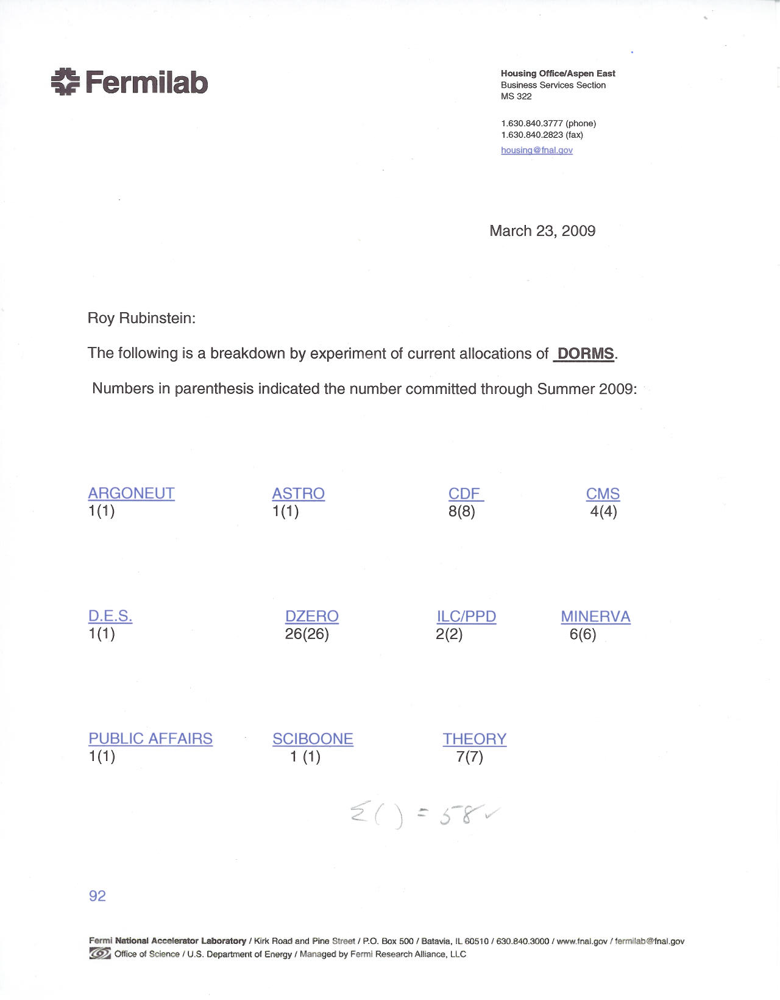 Fermilab
Housing Office/Aspen East
Business Services Section
MS 322
1.630.840.3777 (phone)
1.630.840.2823 (fax)
housing@fnal.gov
March 23, 2009
Roy Rubinstein:
The following is a breakdown by experiment of current allocations of DORMS.
Numbers in parenthesis indicated the number committed through Summer 2009:
ARGONEUT ASTRO CDF CMS
1(1) 1(1) 8(8) 4(4)
D.E.S. DZERO ILC/PPD MINERVA
1(1) 26(26) 2(2) 6(6)
PUBLIC AFFAIRS SCIBOONE THEORY
1(1) 1 (1) 7(7)
Σ( ) = 58 ✓
92
Fermi National Accelerator Laboratory / Kirk Road and Pine Street / P.O. Box 500 / Batavia, IL 60510 / 630.840.3000 / www.fnal.gov / fermilab@fnal.gov
Office of Science / U.S. Department of Energy / Managed by Fermi Research Alliance, LLC